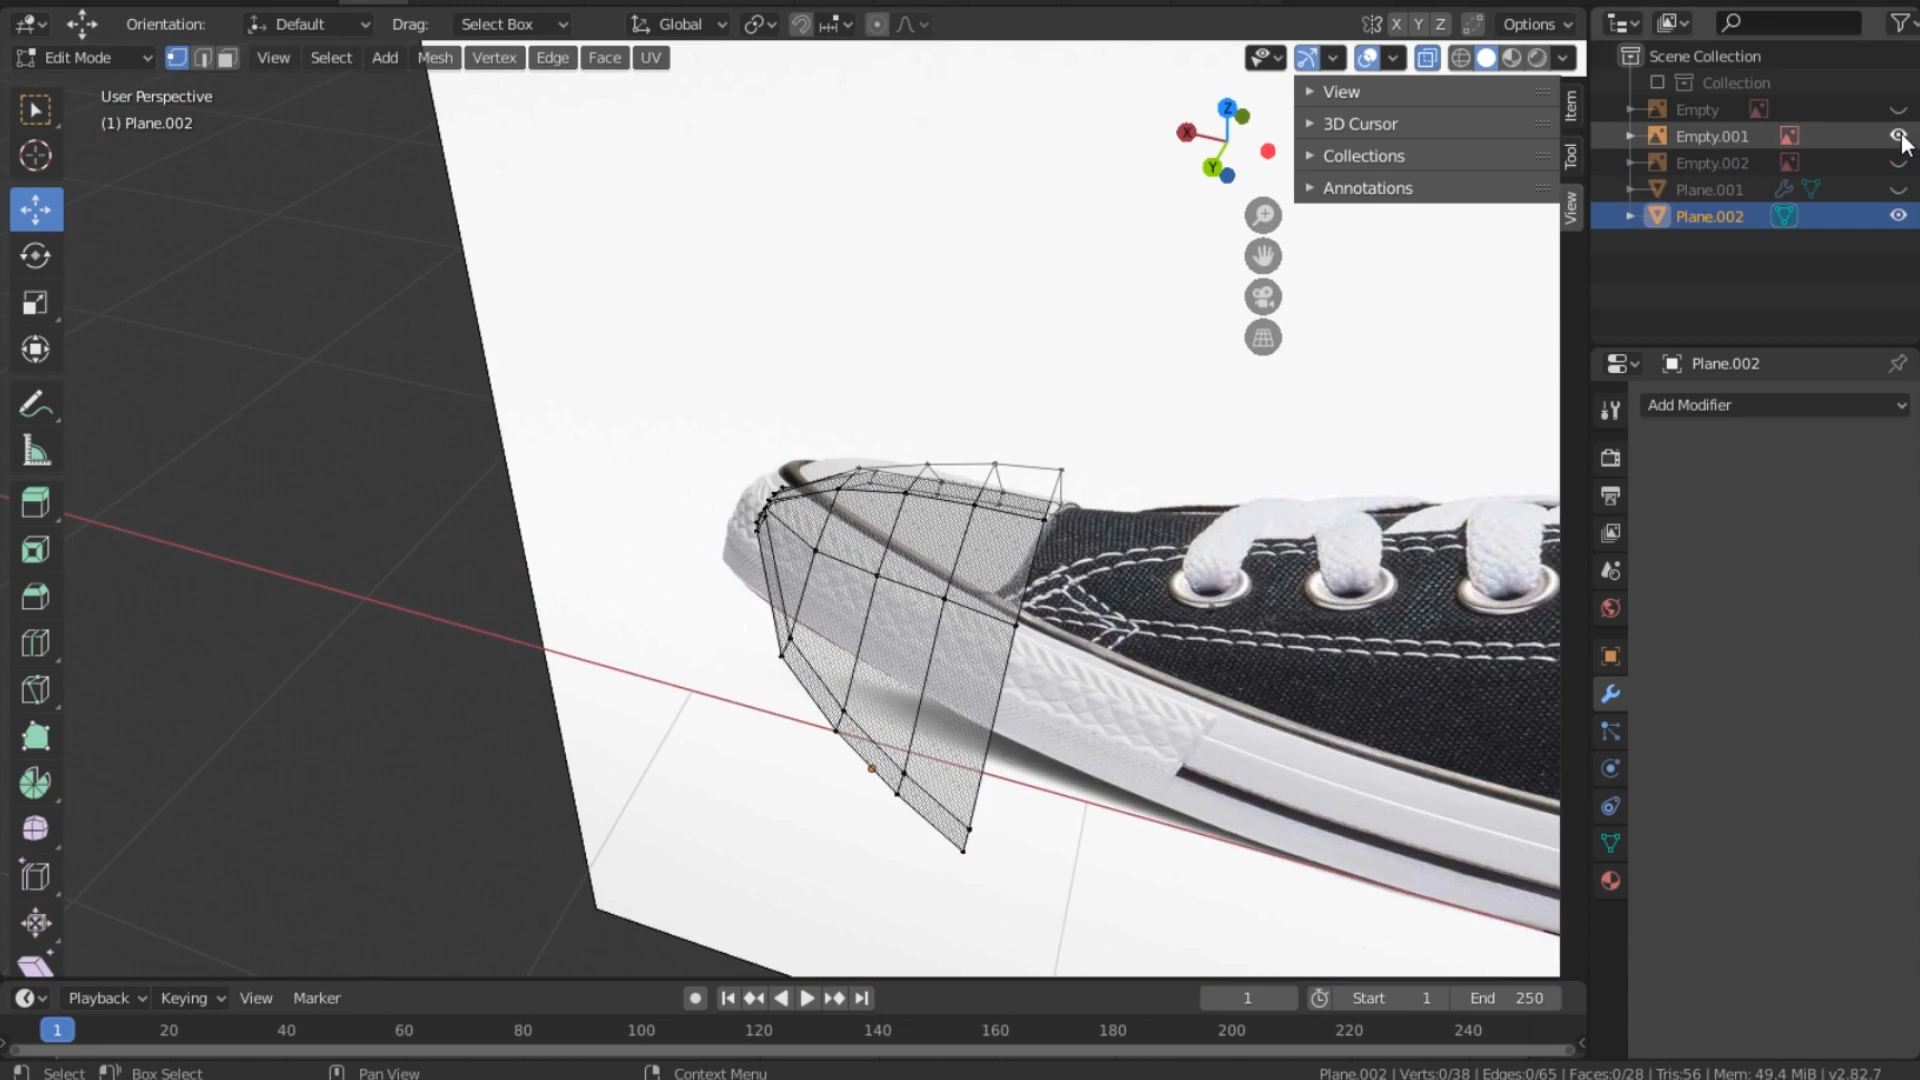 Orientation: Default Drag: Select Box Global X Y Z Options
Edit Mode View Select Add Mesh Vertex Edge Face UV
User Perspective
(1) Plane.002
Z
X
Y
View
3D Cursor
Collections
Annotations
Item
Tool
View
Scene Collection
Collection
Empty
Empty.001
Empty.002
Plane.001
Plane.002
Plane.002
Add Modifier
Playback Keying View Marker 1 Start 1 End 250
1 20 40 60 80 100 120 140 160 180 200 220 240
Select Box Select Pan View Context Menu Plane.002 | Verts:0/38 | Edges:0/65 | Faces:0/28 | Tris:56 | Mem: 49.4 MiB | v2.82.7